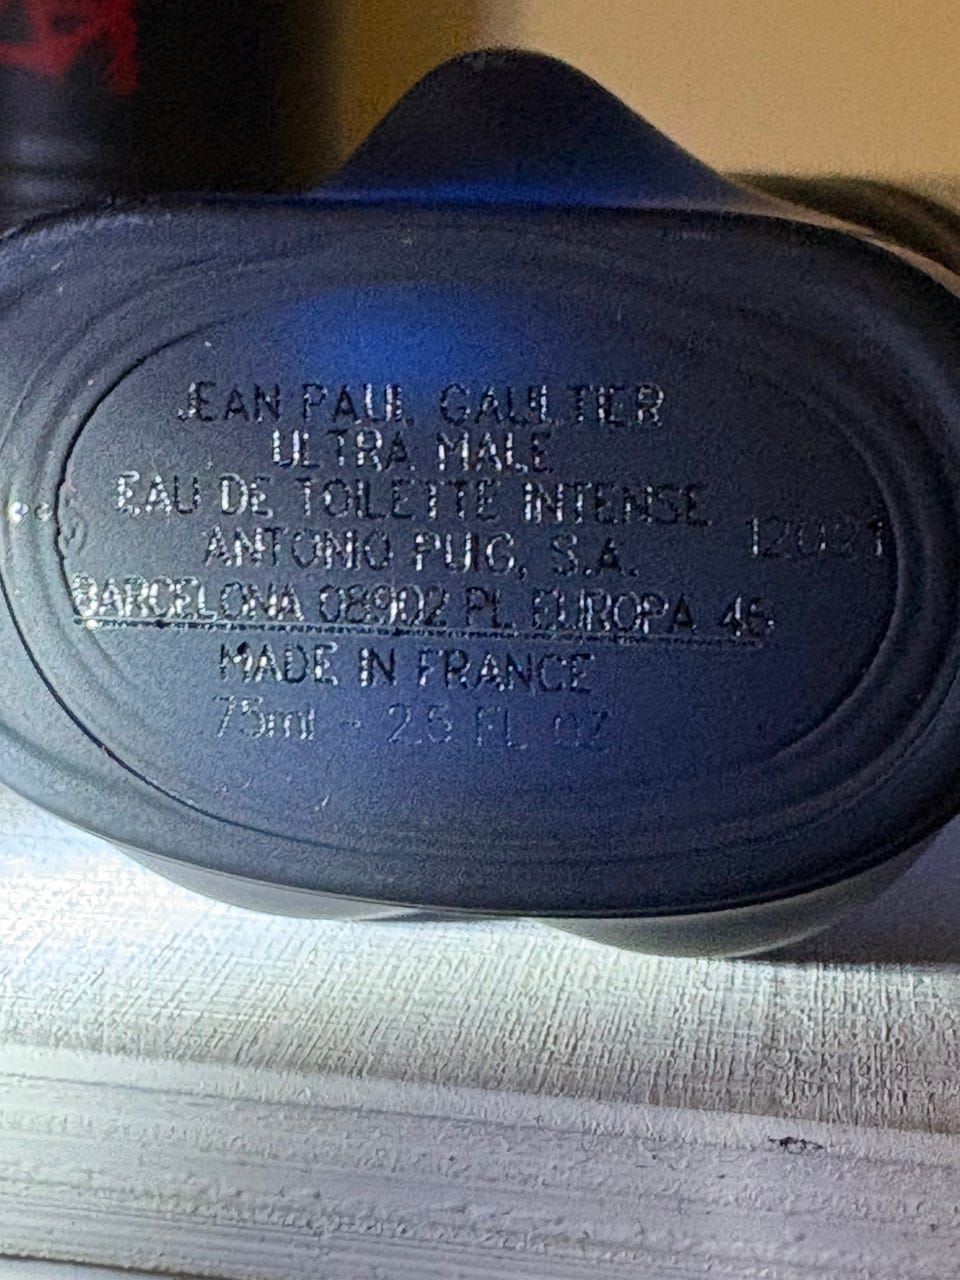 JEAN PAUL GAULTIER
ULTRA MALE
EAU DE TOILETTE INTENSE
ANTONIO PUIG, S.A.
BARCELONA 08902 PL. EUROPA 46
MADE IN FRANCE
75ml - 2.5 FL oz